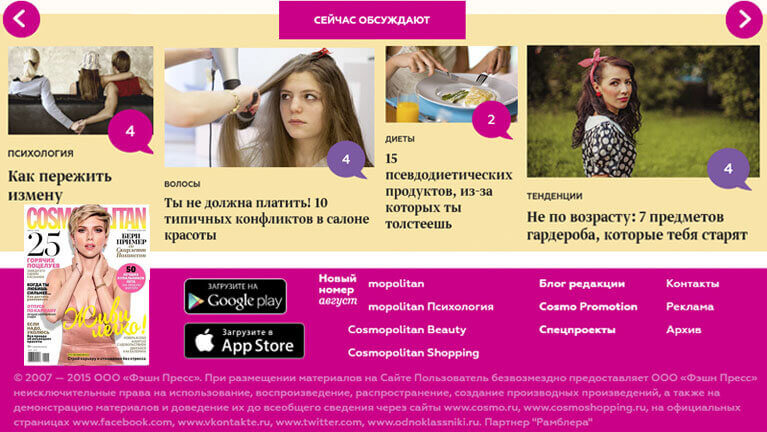 СЕЙЧАС ОБСУЖДАЮТ
4
ПСИХОЛОГИЯ
Как пережить
измену
4
ВОЛОСЫ
Ты не должна платить! 10
типичных конфликтов в салоне
красоты
2
ДИЕТЫ
15
псевдодиетических
продуктов, из-за
которых ты
толстеешь
4
ТЕНДЕНЦИИ
Не по возрасту: 7 предметов
гардероба, которые тебя старят
COSMOPOLITAN
25
ГОРЯЧИХ
ПОЦЕЛУЕВ
БЕРИ
ПРИМЕР
50
Живи
легко!
ЗАГРУЗИТЕ НА
Google play
Загрузите в
App Store
Новый
номер
август
mopolitan
mopolitan Психология
Cosmopolitan Beauty
Cosmopolitan Shopping
Блог редакции
Cosmo Promotion
Спецпроекты
Контакты
Реклама
Архив
© 2007 — 2015 ООО «Фэшн Пресс». При размещении материалов на Сайте Пользователь безвозмездно предоставляет ООО «Фэшн Пресс»
неисключительные права на использование, воспроизведение, распространение, создание производных произведений, а также на
демонстрацию материалов и доведение их до всеобщего сведения через сайты www.cosmo.ru, www.cosmoshopping.ru, на официальных
страницах www.facebook.com, www.vkontakte.ru, www.twitter.com, www.odnoklassniki.ru. Партнер "Рамблера"